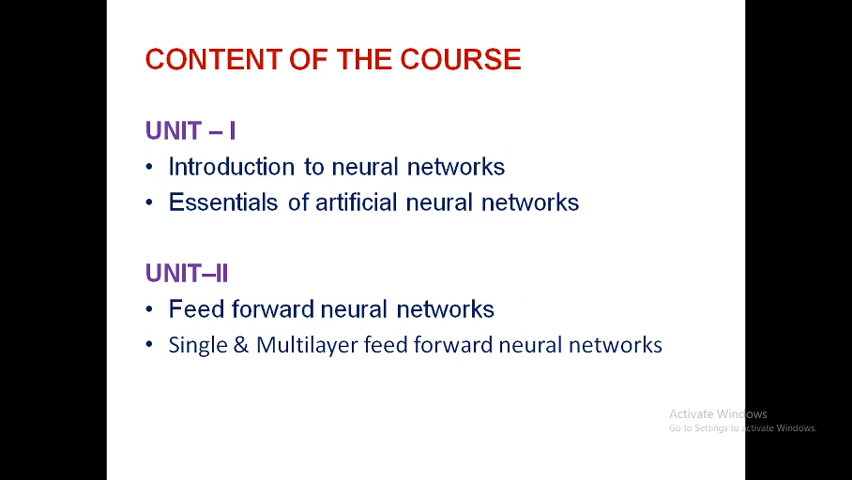 CONTENT OF THE COURSE
UNIT – I
• Introduction to neural networks
• Essentials of artificial neural networks
UNIT–II
• Feed forward neural networks
• Single & Multilayer feed forward neural networks
Activate Windows
Go to Settings to activate Windows.